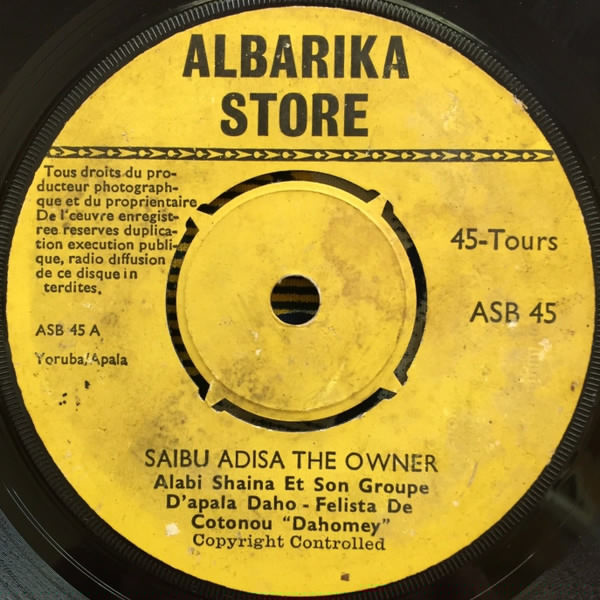 ALBARIKA
STORE
Tous droits du pro-
ducteur photograph-
que et du proprientaire
De l'œuvre enregist-
ree reserves duplica-
tion execution publi-
que, radio diffusion
de ce disque in
terdites.
45-Tours
ASB 45
ASB 45 A
Yoruba/Apala
SAIBU ADISA THE OWNER
Alabi Shaina Et Son Groupe
D'apala Daho - Felista De
Cotonou "Dahomey"
Copyright Controlled